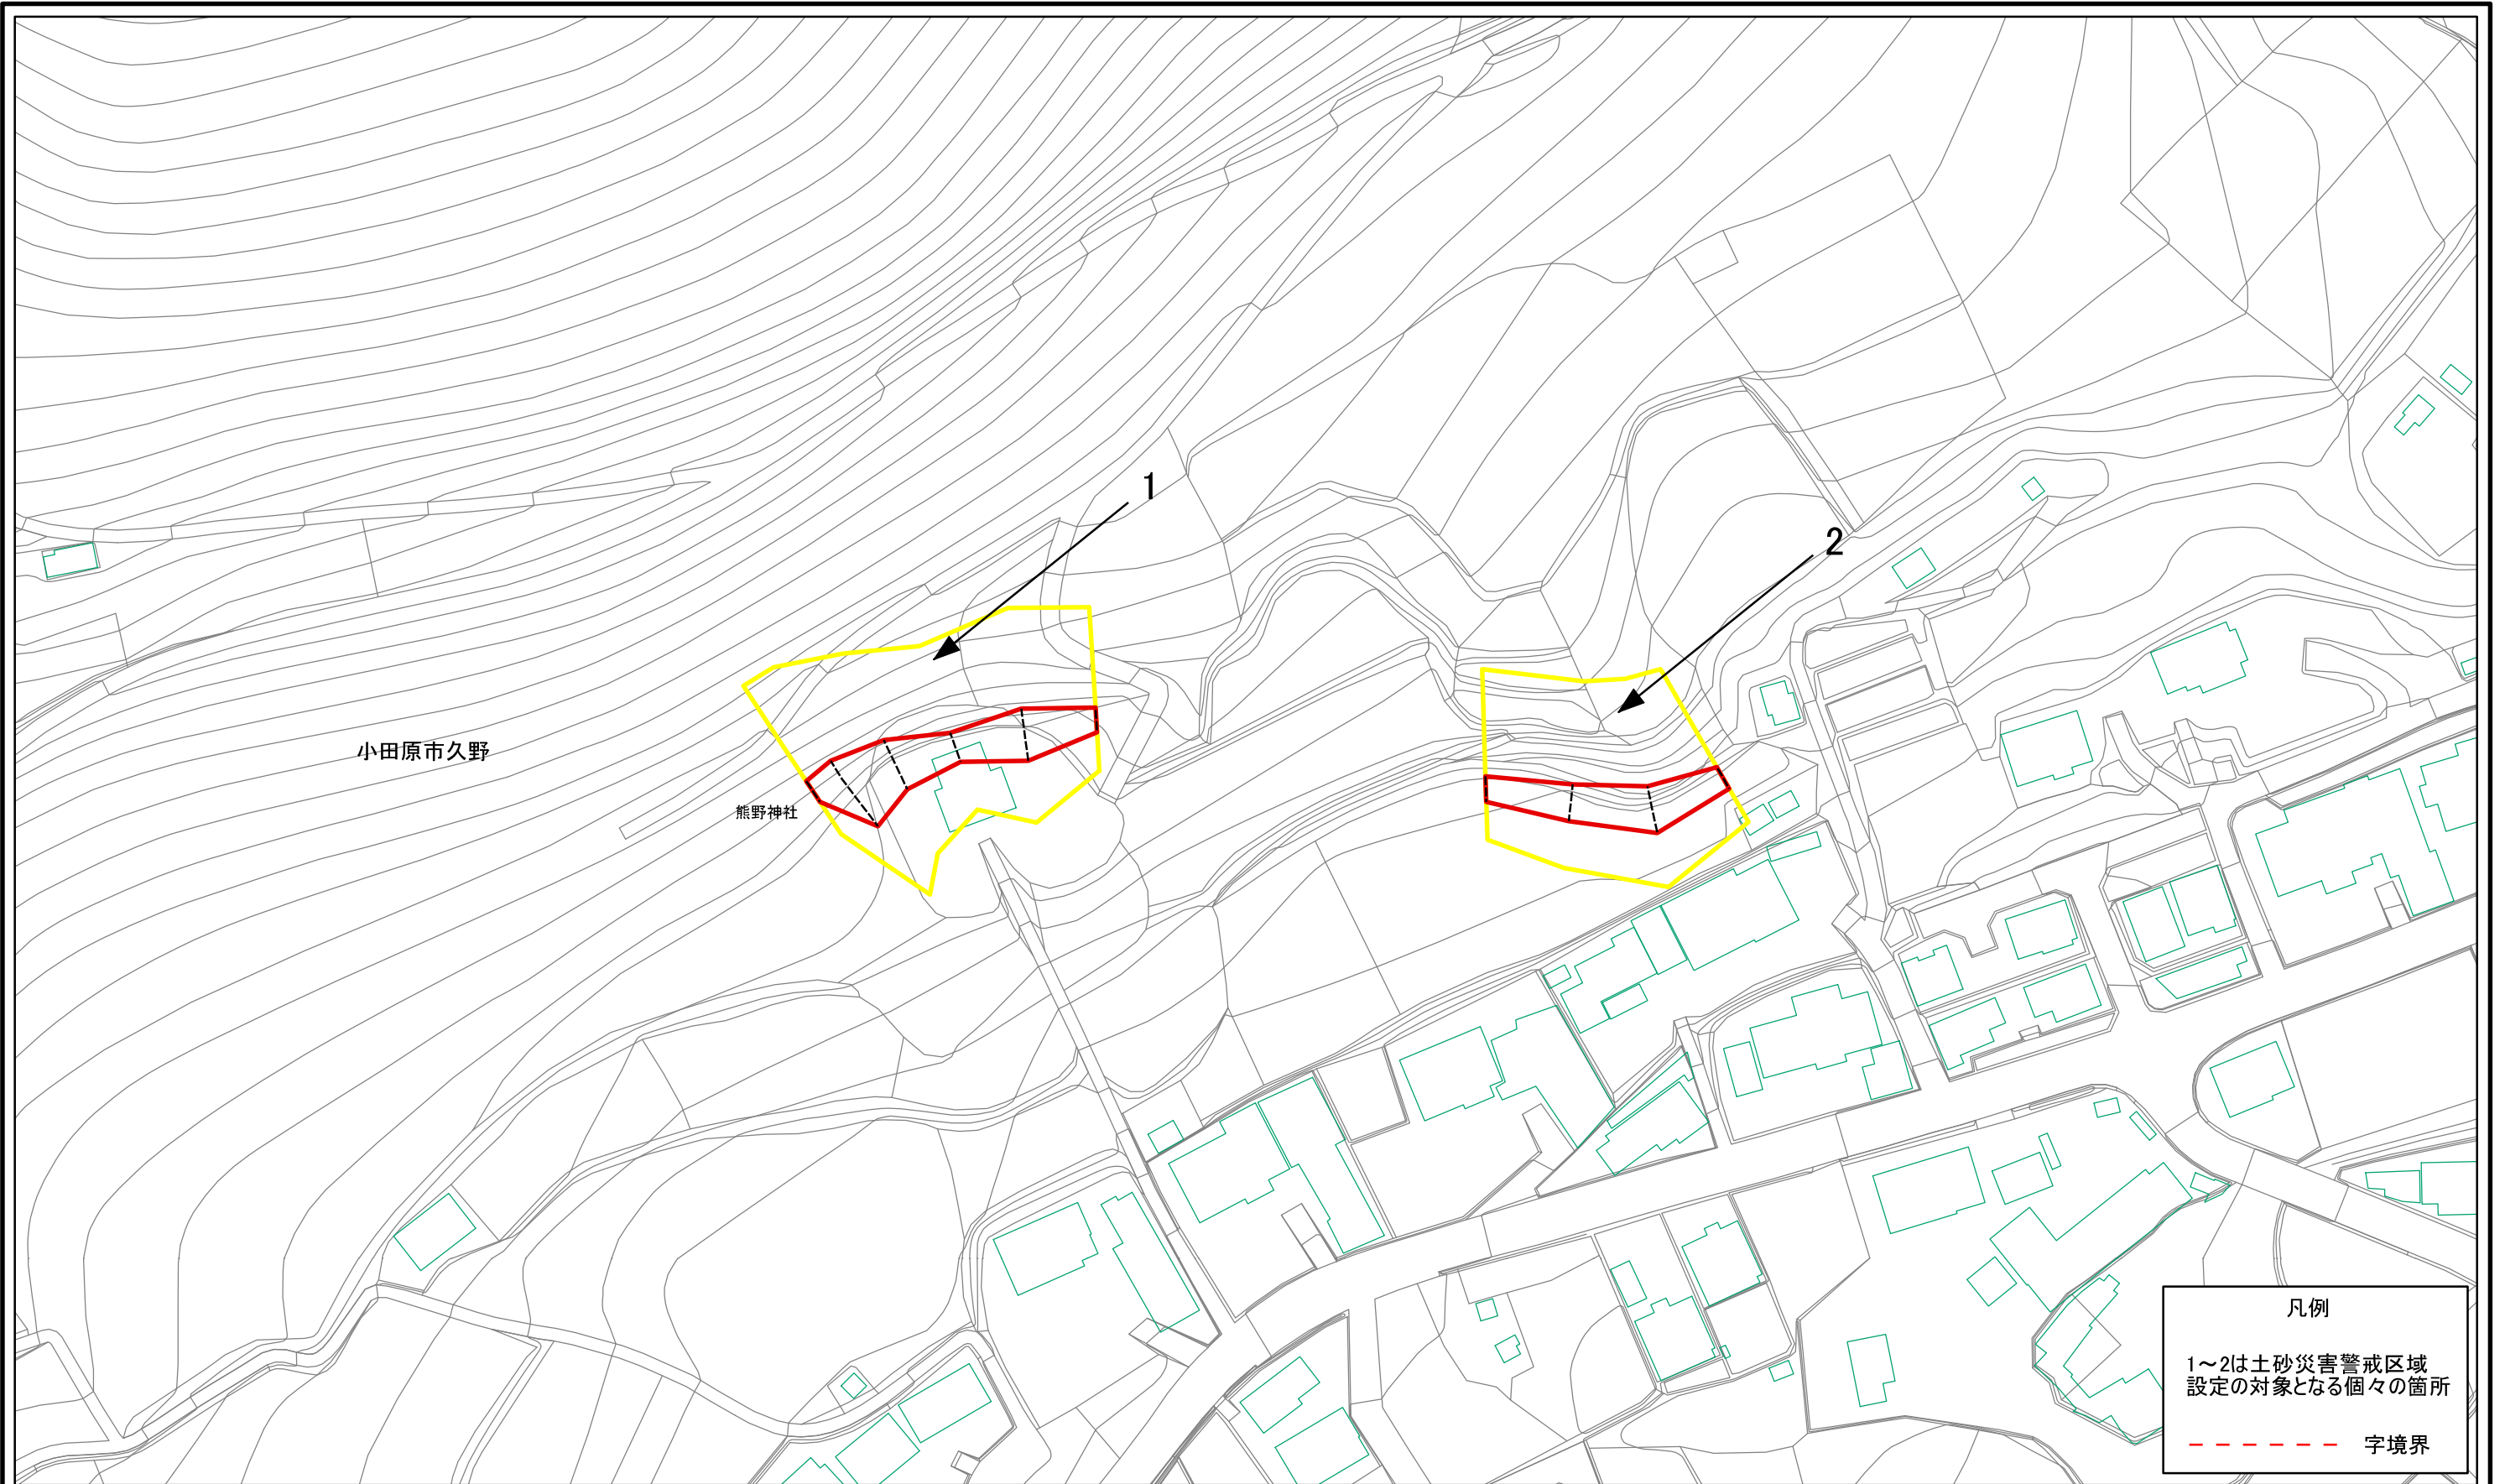 1
2
小田原市久野
熊野神社
凡例
1～2は土砂災害警戒区域
設定の対象となる個々の箇所
字境界